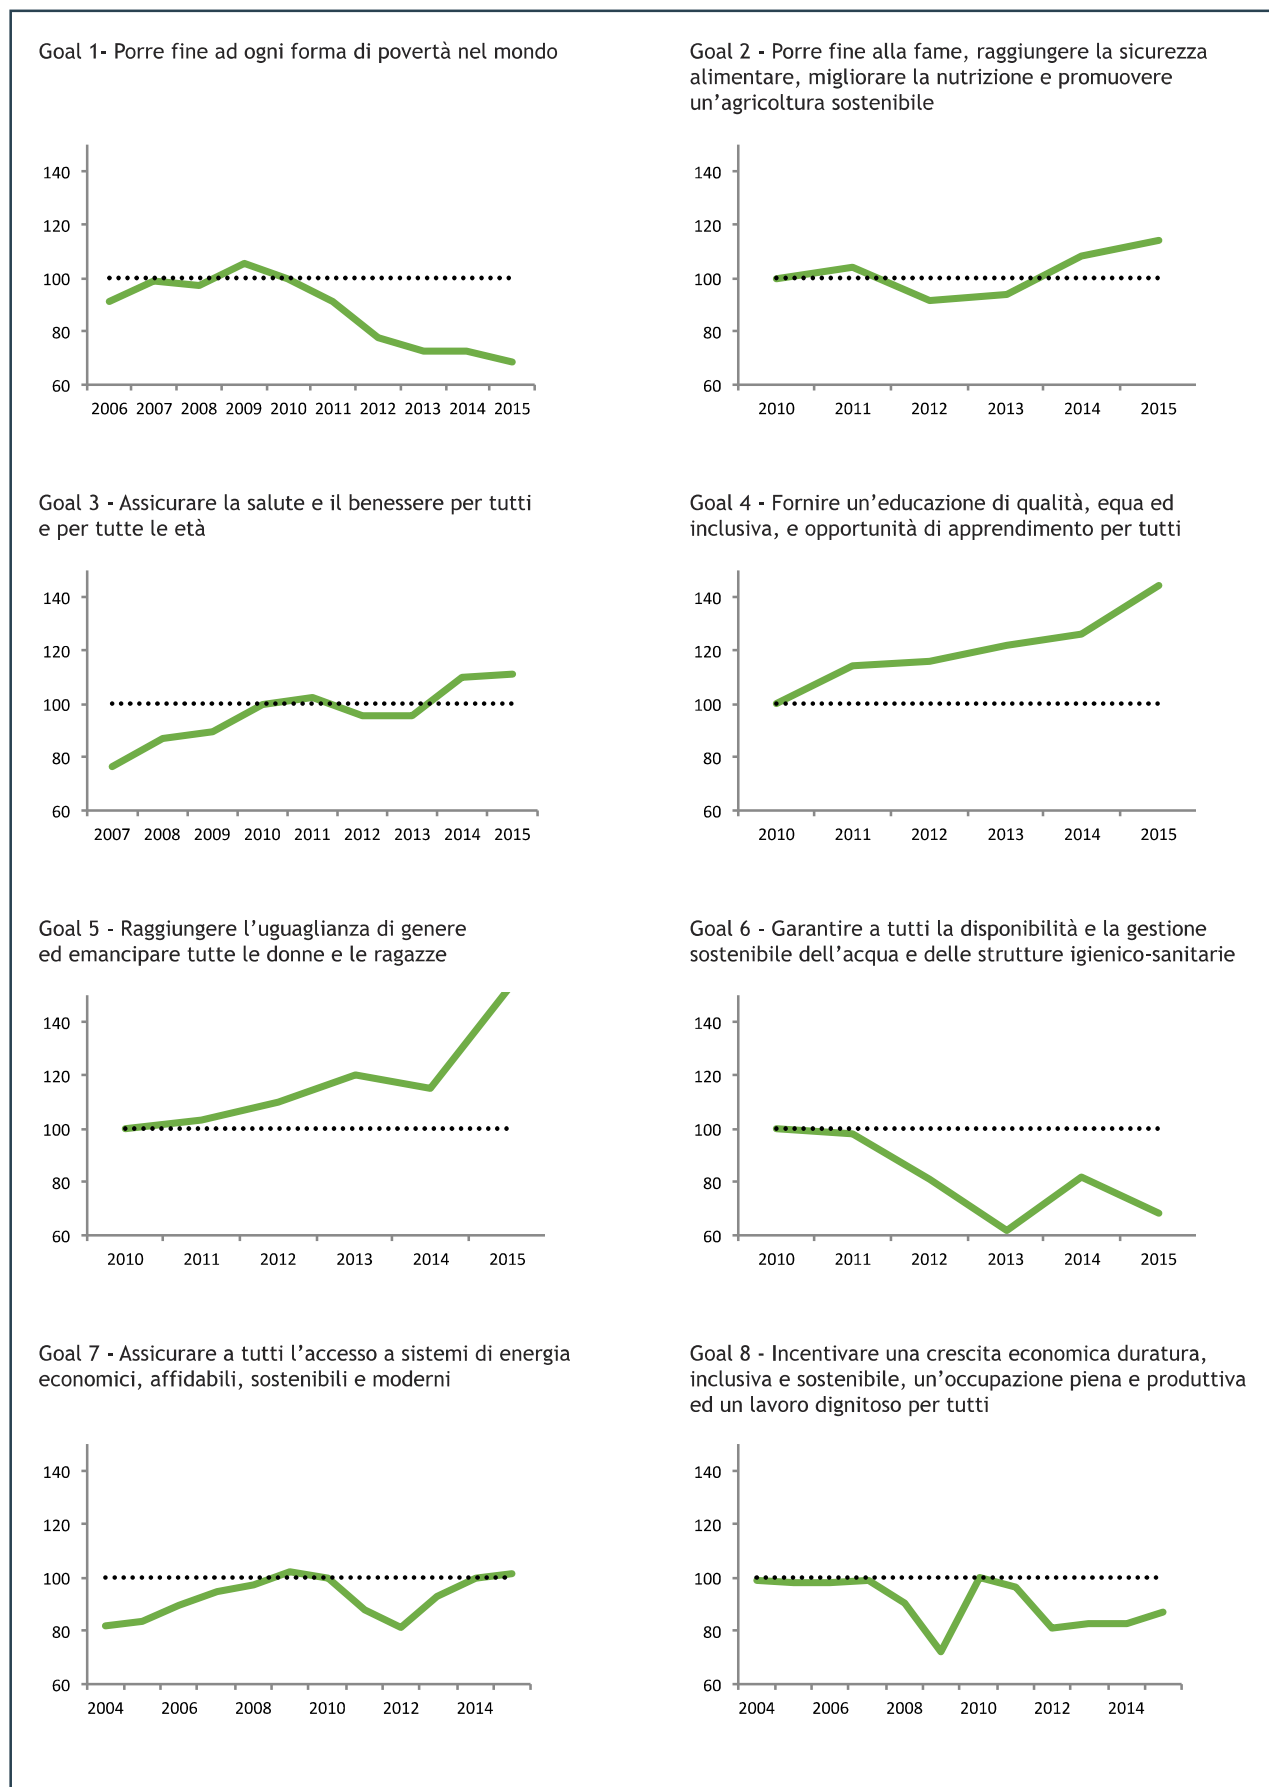 Goal 1- Porre fine ad ogni forma di povertà nel mondo
140
120
100
80
60
2006 2007 2008 2009 2010 2011 2012 2013 2014 2015
Goal 2 - Porre fine alla fame, raggiungere la sicurezza
alimentare, migliorare la nutrizione e promuovere
un'agricoltura sostenibile
140
120
100
80
60
2010 2011 2012 2013 2014 2015
Goal 3 - Assicurare la salute e il benessere per tutti
e per tutte le età
140
120
100
80
60
2007 2008 2009 2010 2011 2012 2013 2014 2015
Goal 4 - Fornire un'educazione di qualità, equa ed
inclusiva, e opportunità di apprendimento per tutti
140
120
100
80
60
2010 2011 2012 2013 2014 2015
Goal 5 - Raggiungere l'uguaglianza di genere
ed emancipare tutte le donne e le ragazze
140
120
100
80
60
2010 2011 2012 2013 2014 2015
Goal 6 - Garantire a tutti la disponibilità e la gestione
sostenibile dell'acqua e delle strutture igienico-sanitarie
140
120
100
80
60
2010 2011 2012 2013 2014 2015
Goal 7 - Assicurare a tutti l'accesso a sistemi di energia
economici, affidabili, sostenibili e moderni
140
120
100
80
60
2004 2006 2008 2010 2012 2014
Goal 8 - Incentivare una crescita economica duratura,
inclusiva e sostenibile, un'occupazione piena e produttiva
ed un lavoro dignitoso per tutti
140
120
100
80
60
2004 2006 2008 2010 2012 2014